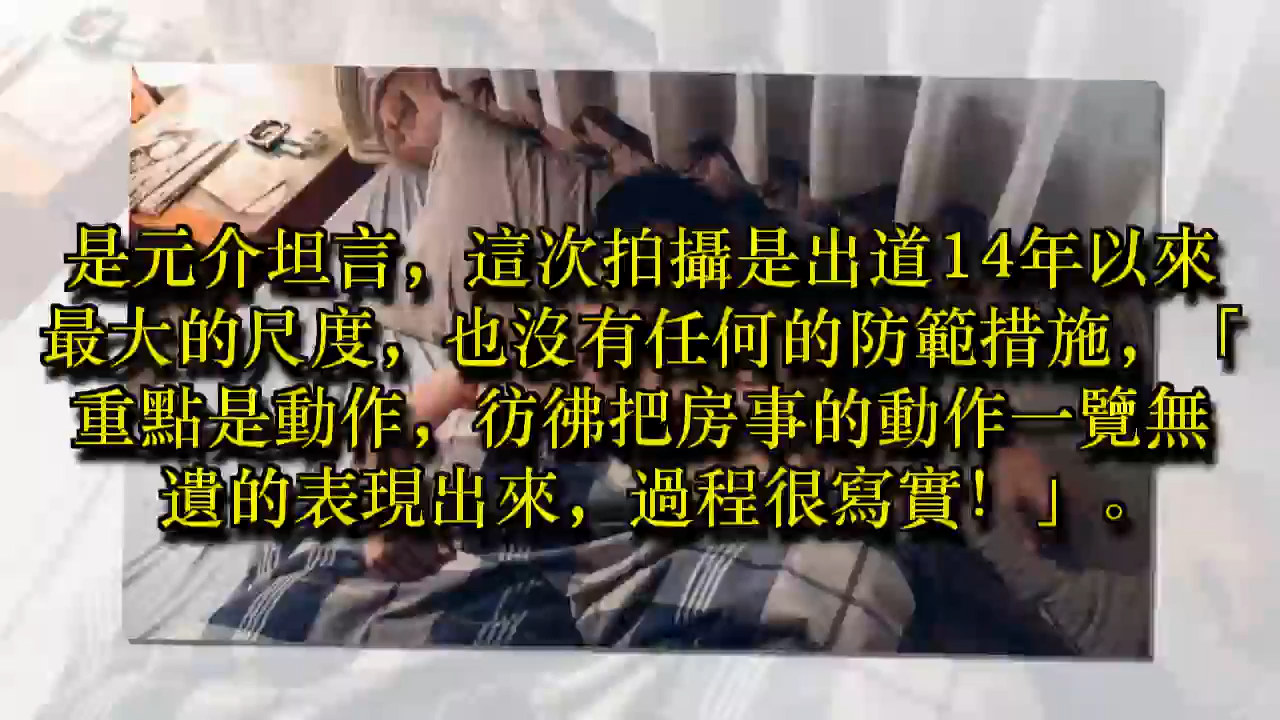 是元介坦言，這次拍攝是出道14年以來
最大的尺度，也沒有任何的防範措施，「
重點是動作，彷彿把房事的動作一覽無
遺的表現出來，過程很寫實！」。